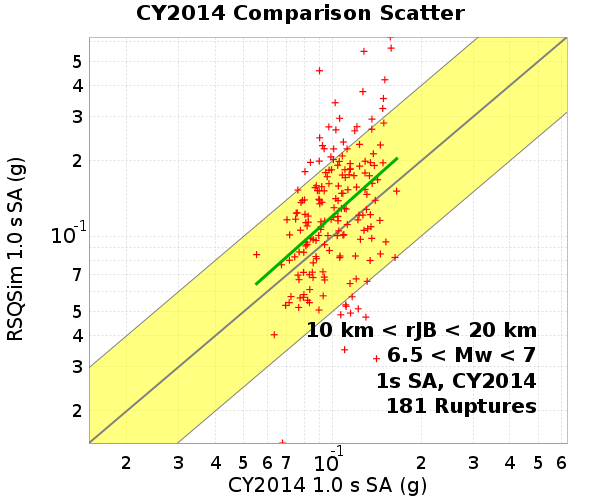 CY2014 Comparison Scatter
RSQSim 1.0 s SA (g)
5
4
3
2
10-1
7
5
4
3
2
10 km < rJB < 20 km
6.5 < Mw < 7
1s SA, CY2014
181 Ruptures
2 3 4 5 6 7 10-1 2 3 4 5 6
CY2014 1.0 s SA (g)